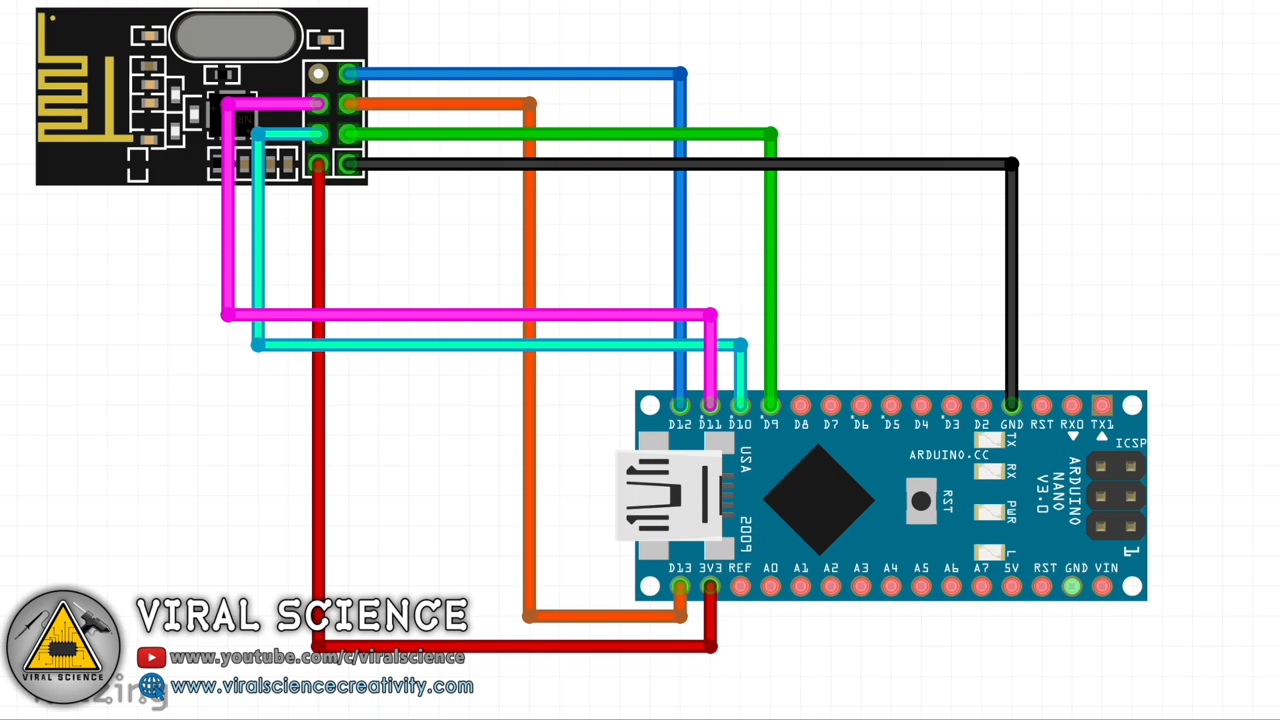 D12 D11 D10 D9 D8 D7 D6 D5 D4 D3 D2 GND RST RX0 TX1
USA
ARDUINO.CC
TX
RX
PWR
L
RST
ICSP
ARDUINO
NANO
V3.0
2009
1
D13 3V3 REF A0 A1 A2 A3 A4 A5 A6 A7 5V RST GND VIN
VIRAL SCIENCE
www.youtube.com/c/viralscience
www.viralsciencecreativity.com
VIRAL SCIENCE